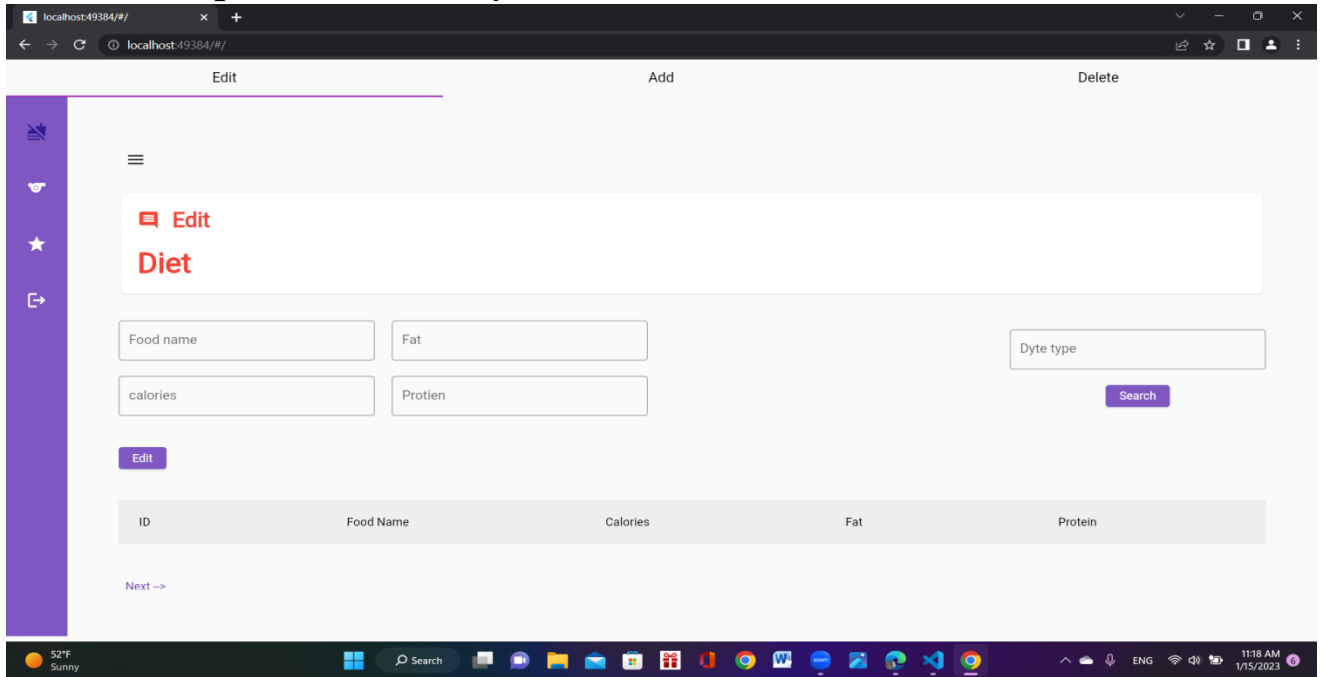 localhost:49384/#/
localhost:49384/#/
Edit Add Delete
Edit
Diet
Food name Fat Dyte type
calories Protien Search
Edit
ID Food Name Calories Fat Protein
Next -->
52°F
Sunny
Search
ENG
11:18 AM
1/15/2023
6